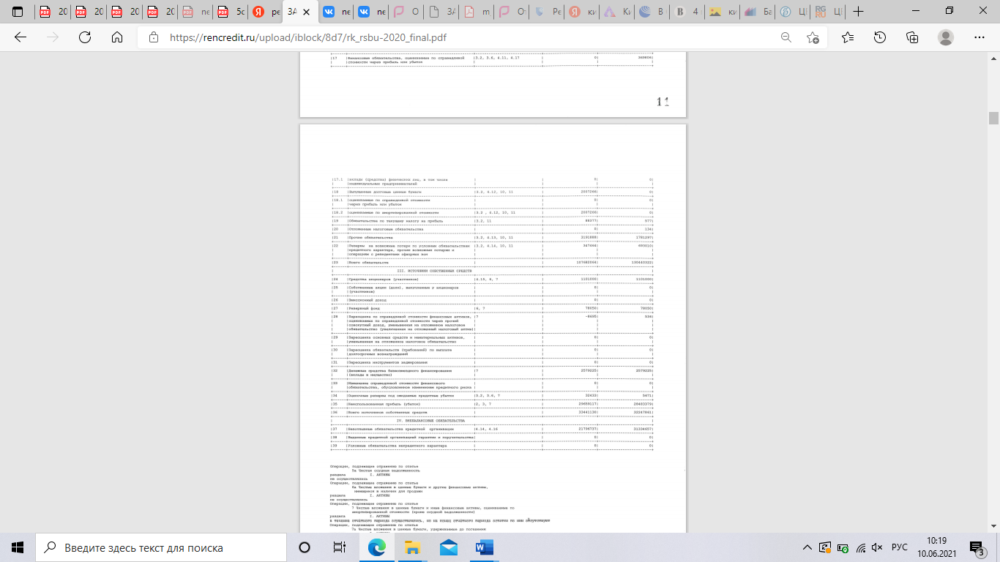 20
20
20
20
пе
5с
ре
ЗА
пе
пе
О
ЗА
m
От
Ре
ки
Ки
В
4
ки
Ба
ЦЕ
ЦЕ
https://rencredit.ru/upload/iblock/8d7/rk_rsbu-2020_final.pdf
|17 |Финансовые обязательства, оцениваемые по справедливой |3.2, 3.6, 4.11, 4.17 | 0|
| |стоимости через прибыль или убыток | | | |
11
|17.1 |вклады (средства) физических лиц, в том числе | | 0| 0|
| |индивидуальных предпринимателей | | | |
|18 |Выпущенные долговые ценные бумаги |3.2, 4.12, 10, 11 | 2007268| 0|
|18.1 |оцениваемые по справедливой стоимости | | 0| 0|
| |через прибыль или убыток | | | |
|18.2 |оцениваемые по амортизированной стоимости |3.2 , 4.12, 10, 11 | 2007268| 0|
|19 |Обязательства по текущему налогу на прибыль |3.2, 11 | 88377| 577|
|20 |Отложенные налоговые обязательства | | 0| 134|
|21 |Прочие обязательства |3.2, 4.13, 10, 11 | 3191888| 1781297|
|22 |Резервы на возможные потери по условным обязательствам |3.2, 4.14, 10, 11 | 347464| 693010|
| |кредитного характера, прочим возможным потерям и | | | |
| |операциям с резидентами офшорных зон | | | |
|23 |Всего обязательств | | 107682064| 130440322|
| III. ИСТОЧНИКИ СОБСТВЕННЫХ СРЕДСТВ |
|24 |Средства акционеров (участников) |4.15, 6, 7 | 1101000| 1101000|
|25 |Собственные акции (доли), выкупленные у акционеров | | 0| 0|
| |(участников) | | | |
|26 |Эмиссионный доход | | 0| 0|
|27 |Резервный фонд |6, 7 | 78050| 78050|
|28 |Переоценка по справедливой стоимости финансовых активов, |7 | -8695| 536|
| |оцениваемых по справедливой стоимости через прочий | | | |
| |совокупный доход, уменьшенная на отложенное налоговое | | | |
| |обязательство (увеличенная на отложенный налоговый актив)| | | |
|29 |Переоценка основных средств и нематериальных активов, | | 0| 0|
| |уменьшенная на отложенное налоговое обязательство | | | |
|30 |Переоценка обязательств (требований) по выплате | | 0| 0|
| |долгосрочных вознаграждений | | | |
|31 |Переоценка инструментов хеджирования | | 0| 0|
|32 |Денежные средства безвозмездного финансирования |7 | 2579225| 2579225|
| |(вклады в имущество) | | | |
|33 |Изменение справедливой стоимости финансового | | 0| 0|
| |обязательства, обусловленное изменением кредитного риска | | | |
|34 |Оценочные резервы под ожидаемые кредитные убытки |3.2, 3.6, 7 | 32433| 5671|
|35 |Неиспользованная прибыль (убыток) |2, 3, 7 | 29659117| 28483379|
|36 |Всего источников собственных средств | | 33441130| 32247861|
| IV. ВНЕБАЛАНСОВЫЕ ОБЯЗАТЕЛЬСТВА |
|37 |Безотзывные обязательства кредитной организации |4.14, 4.16 | 21796737| 31334657|
|38 |Выданные кредитной организацией гарантии и поручительства| | 0| 0|
|39 |Условные обязательства некредитного характера | | 0| 0|
Операции, подлежащие отражению по статье
5а Чистая ссудная задолженность
раздела I. АКТИВЫ
не осуществлялись
Операции, подлежащие отражению по статье
6а Чистые вложения в ценные бумаги и другие финансовые активы,
имеющиеся в наличии для продажи
раздела I. АКТИВЫ
не осуществлялись
Операции, подлежащие отражению по статье
7 Чистые вложения в ценные бумаги и иные финансовые активы, оцениваемые по
амортизированной стоимости (кроме ссудной задолженности)
раздела I. АКТИВЫ
в течение отчетного периода осуществлялись, но на конец отчетного периода остатки по ним отсутствуют
Операции, подлежащие отражению по статье
7а Чистые вложения в ценные бумаги, удерживаемые до погашения
Введите здесь текст для поиска
РУС
10:19
10.06.2021
3